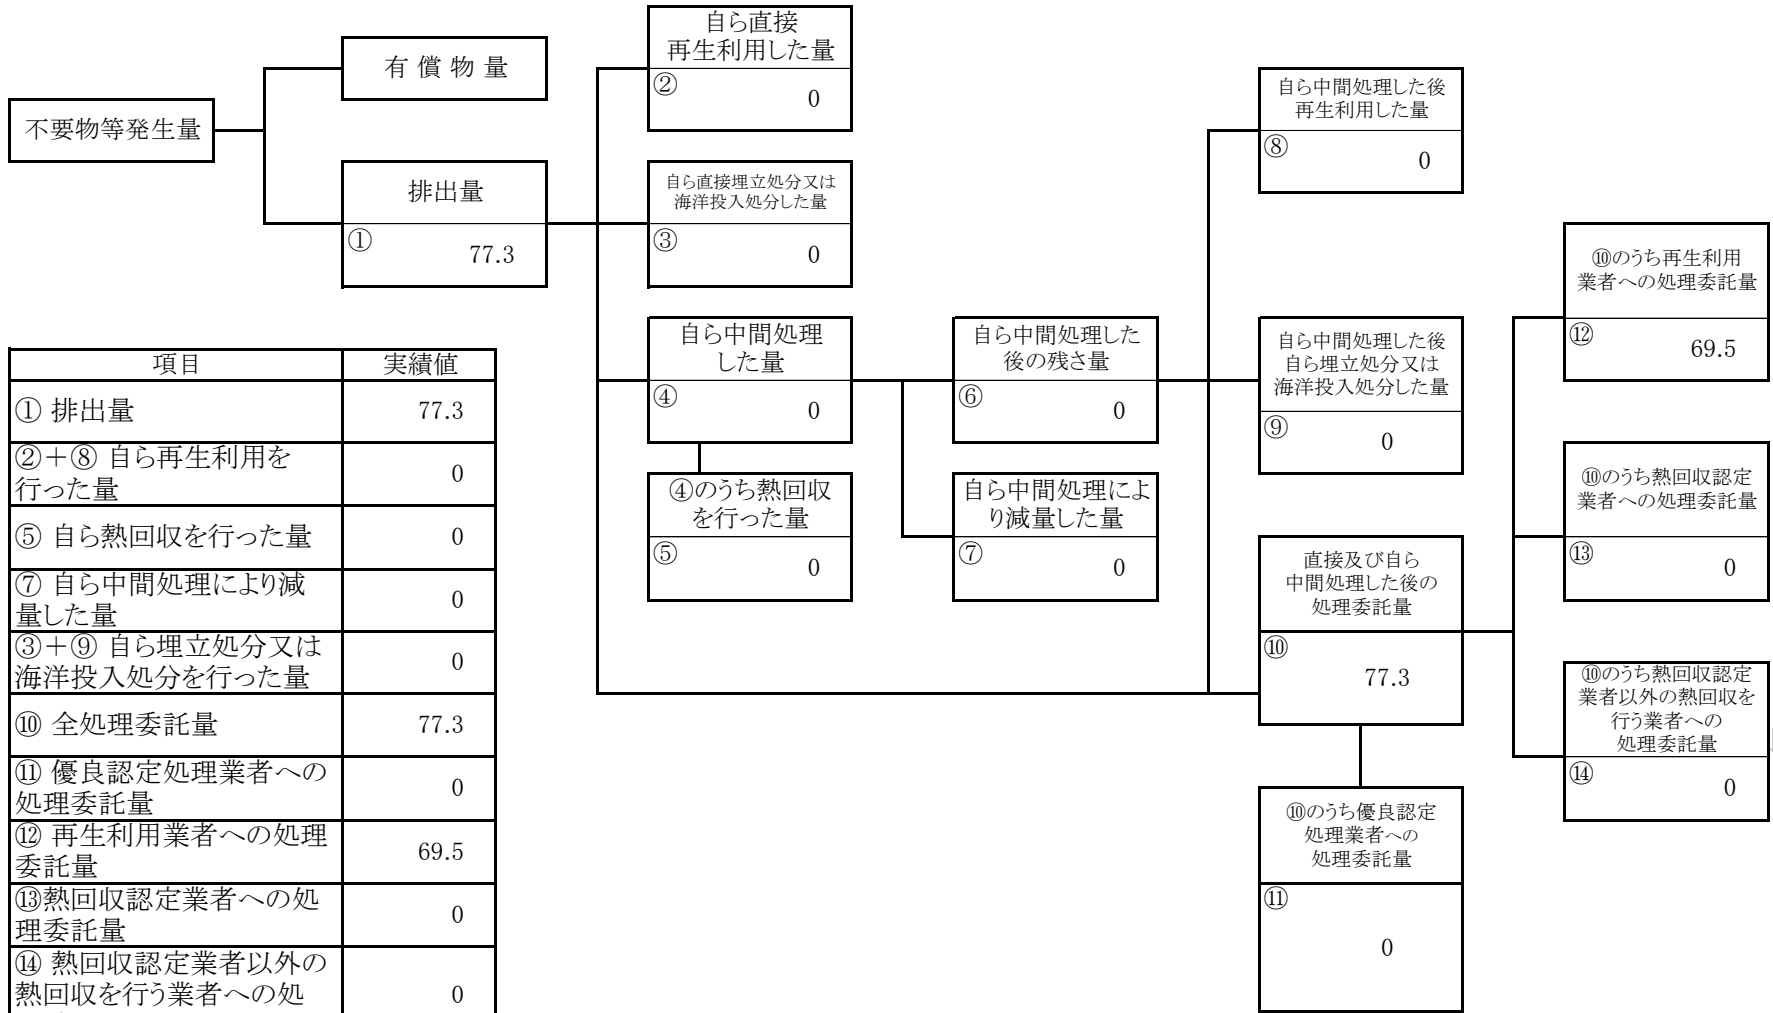 自ら直接
再生利用した量
②
0
有 償 物 量
不要物等発生量
排出量
①
77.3
自ら直接埋立処分又は
海洋投入処分した量
③
0
自ら中間処理した後
再生利用した量
⑧
0
⑩のうち再生利用
業者への処理委託量
⑫
69.5
自ら中間処理
した量
④
0
自ら中間処理した
後の残さ量
⑥
0
自ら中間処理した後
自ら埋立処分又は
海洋投入処分した量
⑨
0
④のうち熱回収
を行った量
⑤
0
自ら中間処理によ
り減量した量
⑦
0
⑩のうち熱回収認定
業者への処理委託量
⑬
0
直接及び自ら
中間処理した後の
処理委託量
⑩
77.3
⑩のうち熱回収認定
業者以外の熱回収を
行う業者への
処理委託量
⑭
0
⑩のうち優良認定
処理業者への
処理委託量
⑪
0
項目 実績値
① 排出量 77.3
②+⑧ 自ら再生利用を
行った量 0
⑤ 自ら熱回収を行った量 0
⑦ 自ら中間処理により減
量した量 0
③+⑨ 自ら埋立処分又は
海洋投入処分を行った量 0
⑩ 全処理委託量 77.3
⑪ 優良認定処理業者への
処理委託量 0
⑫ 再生利用業者への処理
委託量 69.5
⑬熱回収認定業者への処
理委託量 0
⑭ 熱回収認定業者以外の
熱回収を行う業者への処 0